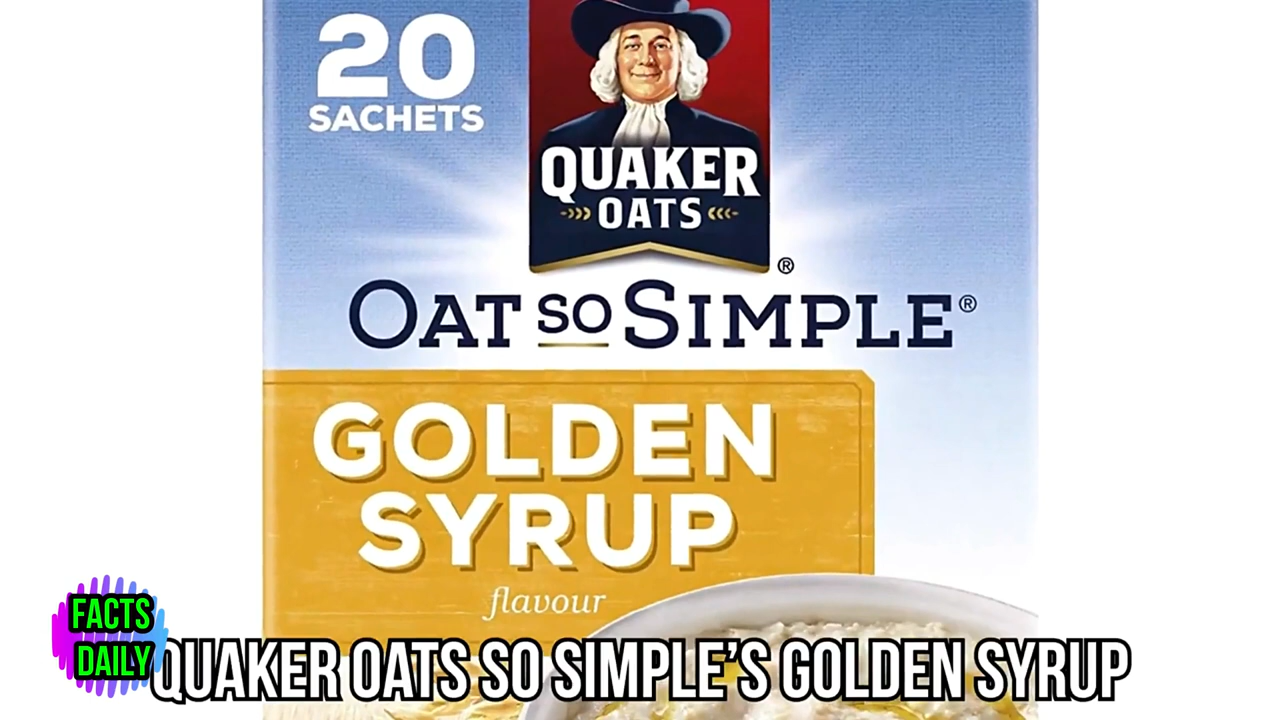 20
SACHETS
QUAKER
OATS
®
OAT SO SIMPLE®
GOLDEN
SYRUP
flavour
FACTS
DAILY
QUAKER OATS SO SIMPLE’S GOLDEN SYRUP